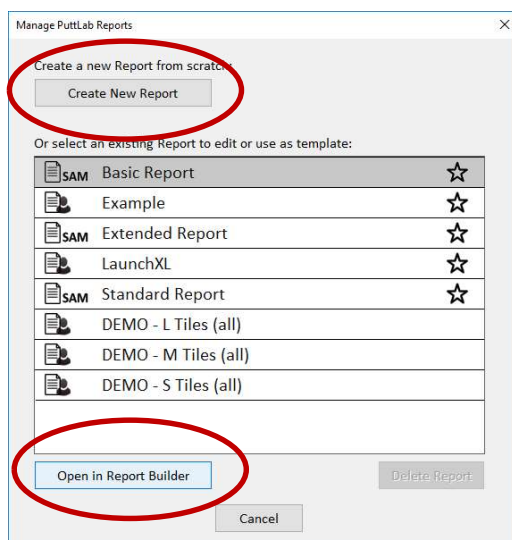 Manage PuttLab Reports
Create a new Report from scratch:
Create New Report
Or select an existing Report to edit or use as template:
SAM Basic Report
Example
SAM Extended Report
LaunchXL
SAM Standard Report
DEMO - L Tiles (all)
DEMO - M Tiles (all)
DEMO - S Tiles (all)
Open in Report Builder Delete Report
Cancel